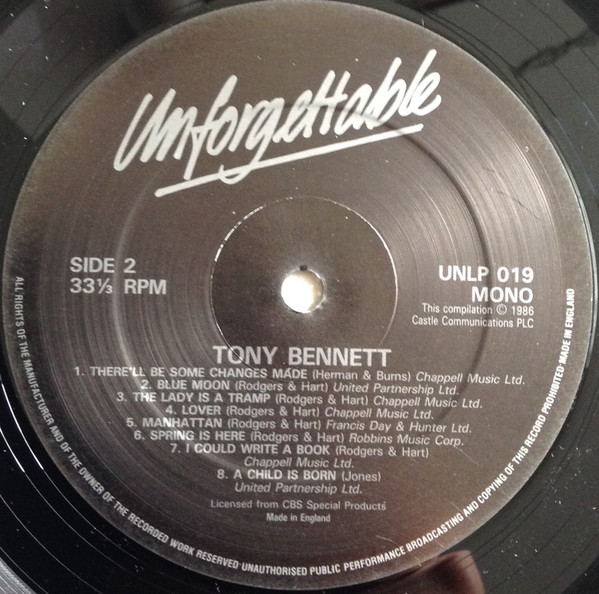 Unforgettable
SIDE 2
33⅓ RPM
UNLP 019
MONO
This compilation © 1986
Castle Communications PLC
TONY BENNETT
1. THERE'LL BE SOME CHANGES MADE (Herman & Burns) Chappell Music Ltd.
2. BLUE MOON (Rodgers & Hart) United Partnership Ltd.
3. THE LADY IS A TRAMP (Rodgers & Hart) Chappell Music Ltd.
4. LOVER (Rodgers & Hart) Chappell Music Ltd.
5. MANHATTAN (Rodgers & Hart) Francis Day & Hunter Ltd.
6. SPRING IS HERE (Rodgers & Hart) Robbins Music Corp.
7. I COULD WRITE A BOOK (Rodgers & Hart)
Chappell Music Ltd.
8. A CHILD IS BORN (Jones)
United Partnership Ltd.
Licensed from CBS Special Products
Made in England
ALL RIGHTS OF THE MANUFACTURER AND OF THE OWNER OF THE RECORDED WORK RESERVED UNAUTHORISED PUBLIC PERFORMANCE BROADCASTING AND COPYING OF THIS RECORD PROHIBITED-MADE IN ENGLAND